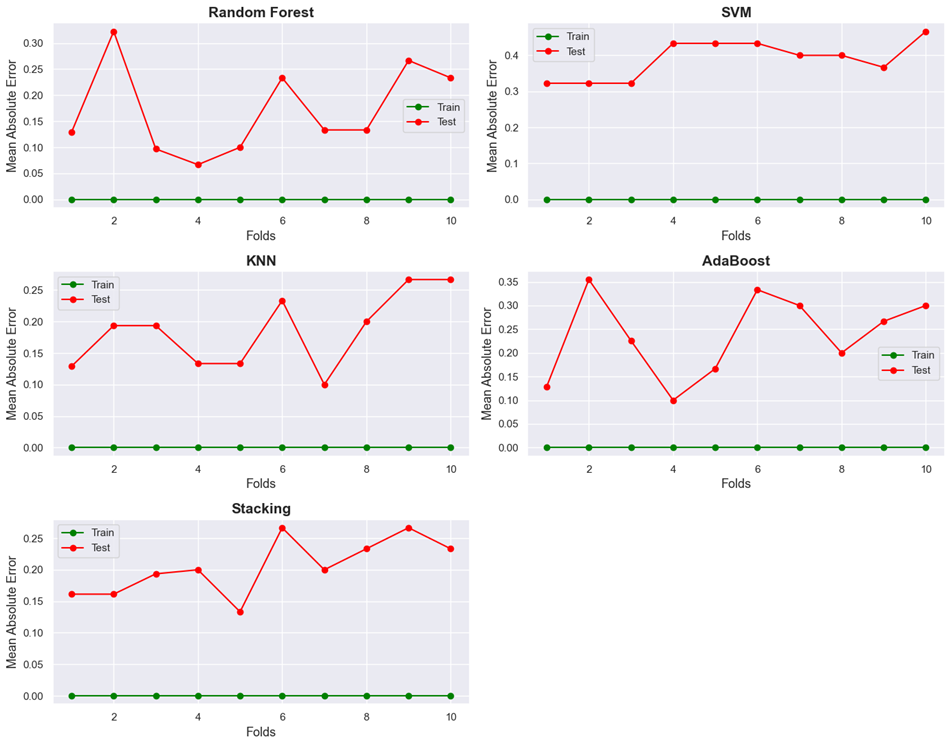 Random Forest
Mean Absolute Error
0.30
0.25
0.20
0.15
0.10
0.05
0.00
Train
Test
2 4 6 8 10
Folds
SVM
Mean Absolute Error
0.4
0.3
0.2
0.1
0.0
Train
Test
2 4 6 8 10
Folds
KNN
Mean Absolute Error
0.25
0.20
0.15
0.10
0.05
0.00
Train
Test
2 4 6 8 10
Folds
AdaBoost
Mean Absolute Error
0.35
0.30
0.25
0.20
0.15
0.10
0.05
0.00
Train
Test
2 4 6 8 10
Folds
Stacking
Mean Absolute Error
0.25
0.20
0.15
0.10
0.05
0.00
Train
Test
2 4 6 8 10
Folds